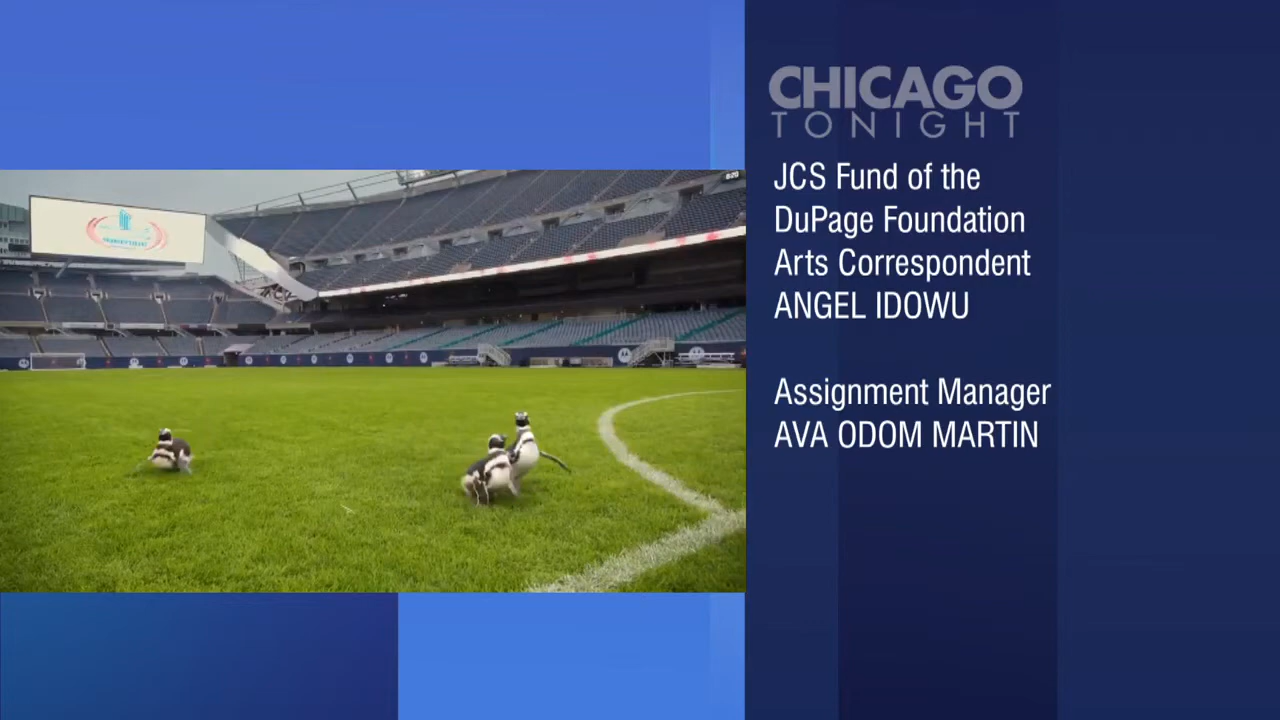 CHICAGO
TONIGHT
JCS Fund of the
DuPage Foundation
Arts Correspondent
ANGEL IDOWU
Assignment Manager
AVA ODOM MARTIN